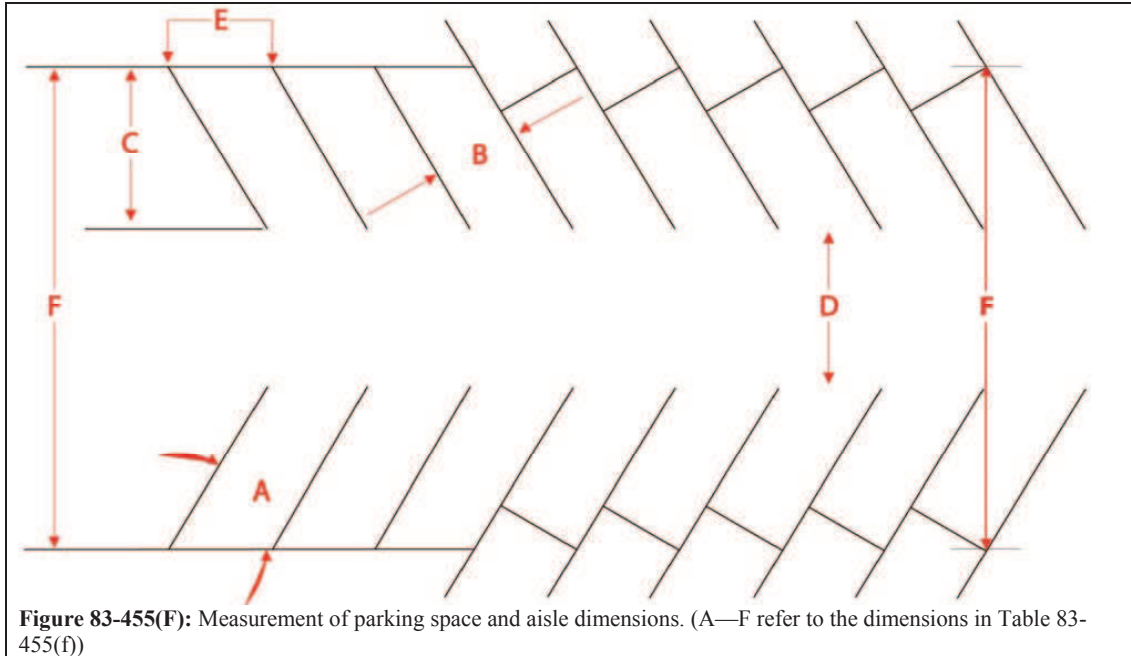 E
C
B
F
D
F
A
Figure 83-455(F): Measurement of parking space and aisle dimensions. (A—F refer to the dimensions in Table 83-
455(f))